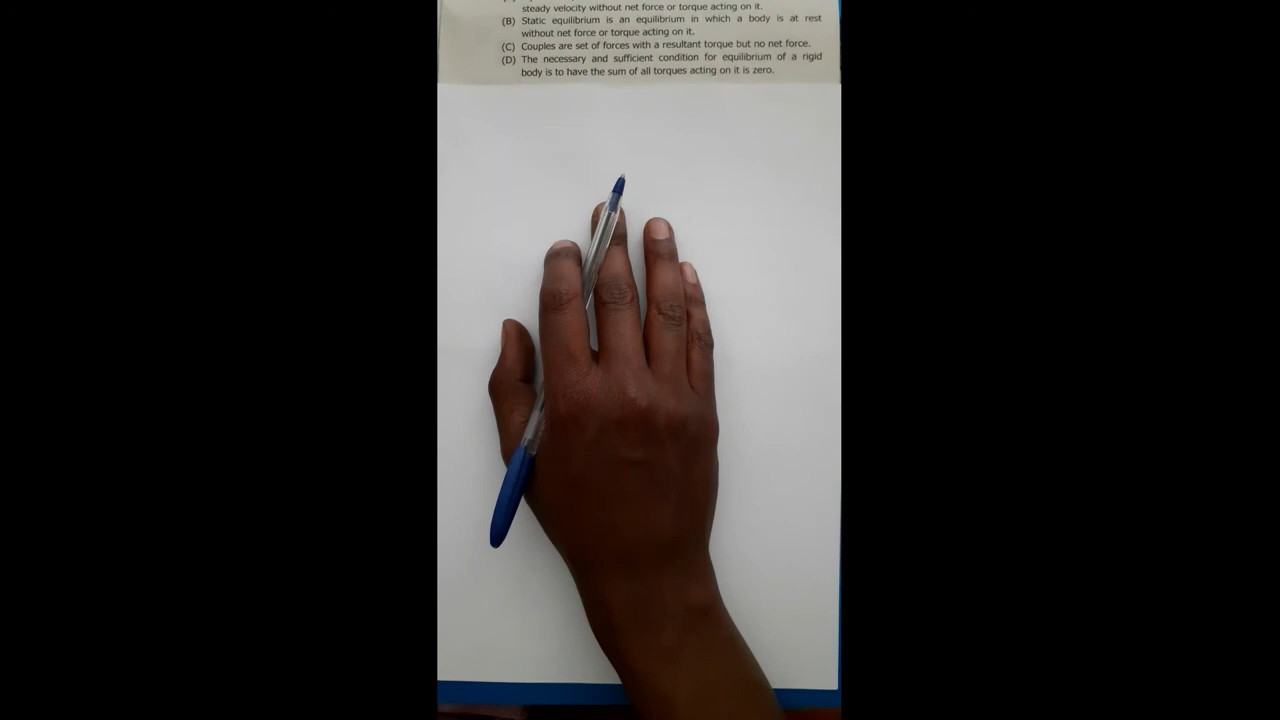 steady velocity without net force or torque acting on it.
(B) Static equilibrium is an equilibrium in which a body is at rest
without net force or torque acting on it.
(C) Couples are set of forces with a resultant torque but no net force.
(D) The necessary and sufficient condition for equilibrium of a rigid
body is to have the sum of all torques acting on it is zero.